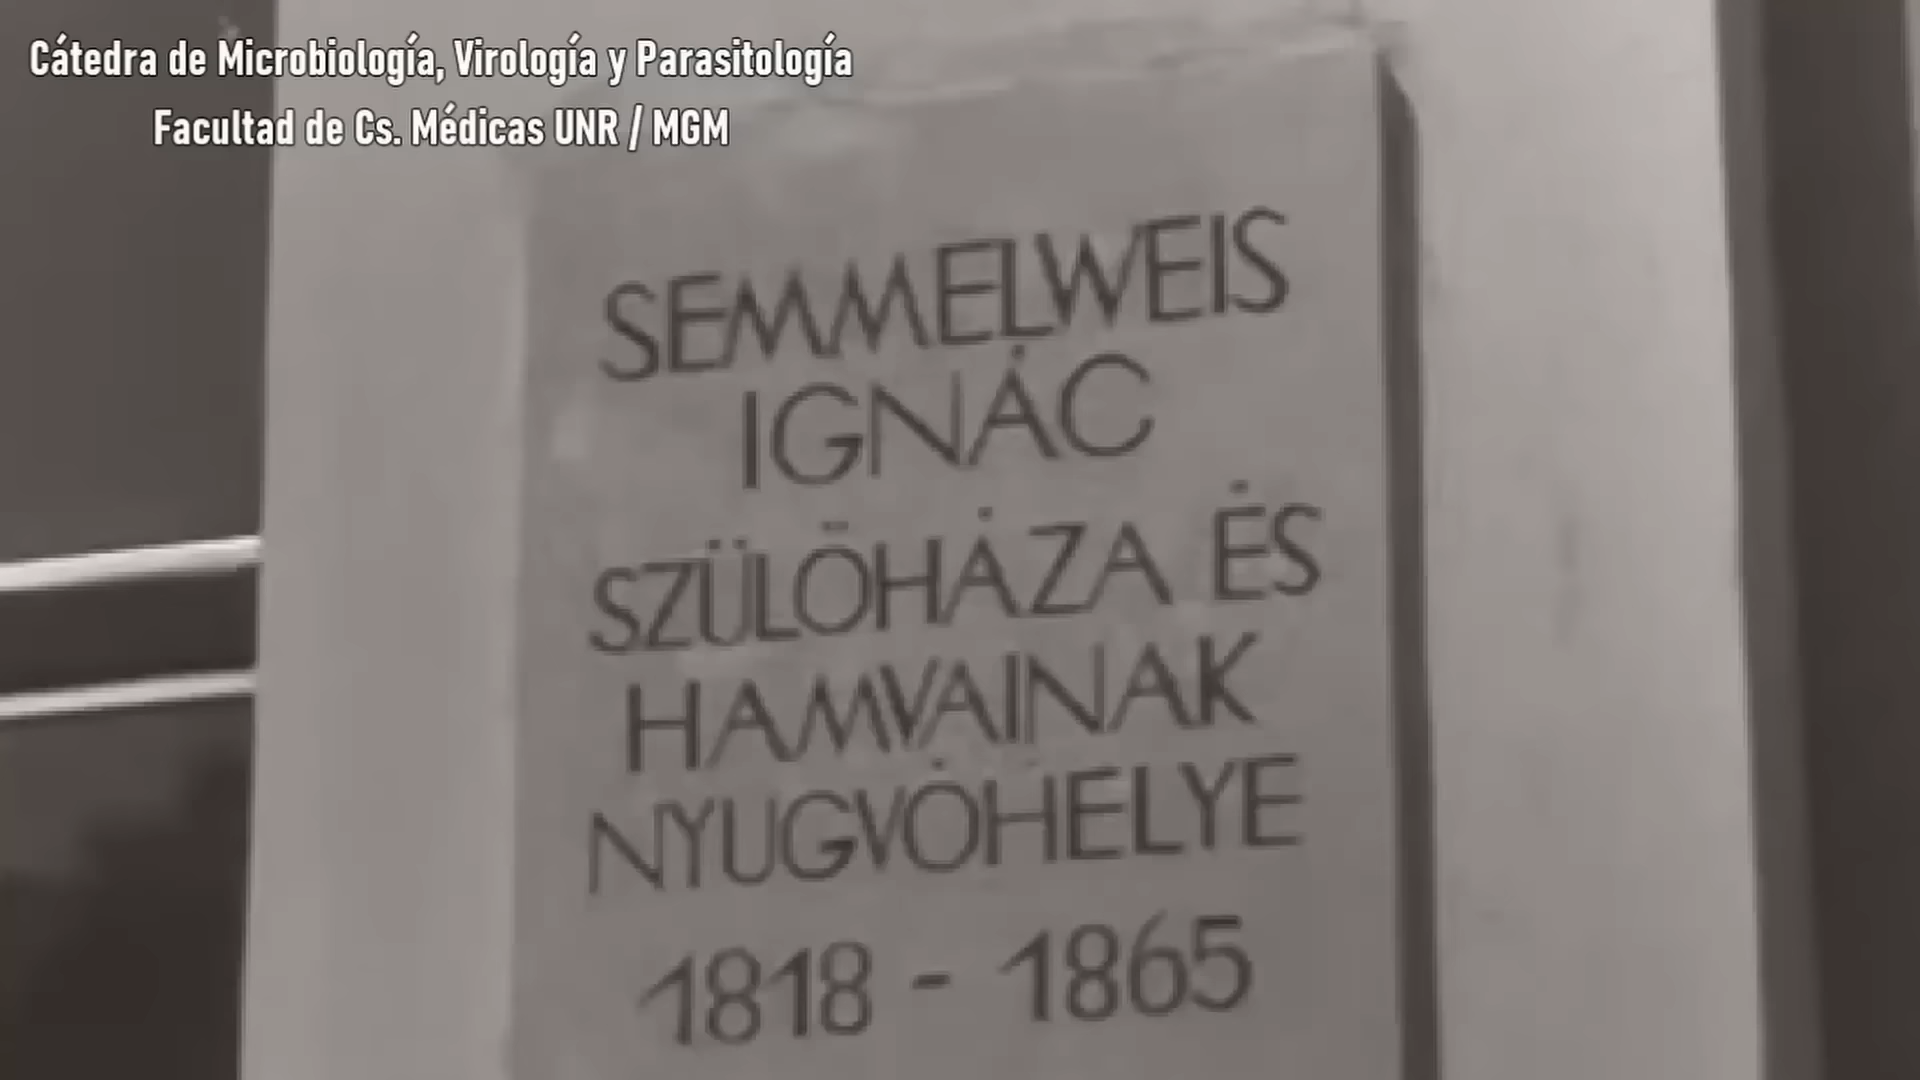 Cátedra de Microbiología, Virología y Parasitología
Facultad de Cs. Médicas UNR / MGM
SEMMELWEIS
IGNÁC
SZÜLŐHÁZA ÉS
HAMVAINAK
NYUGVÓHELYE
1818 - 1865